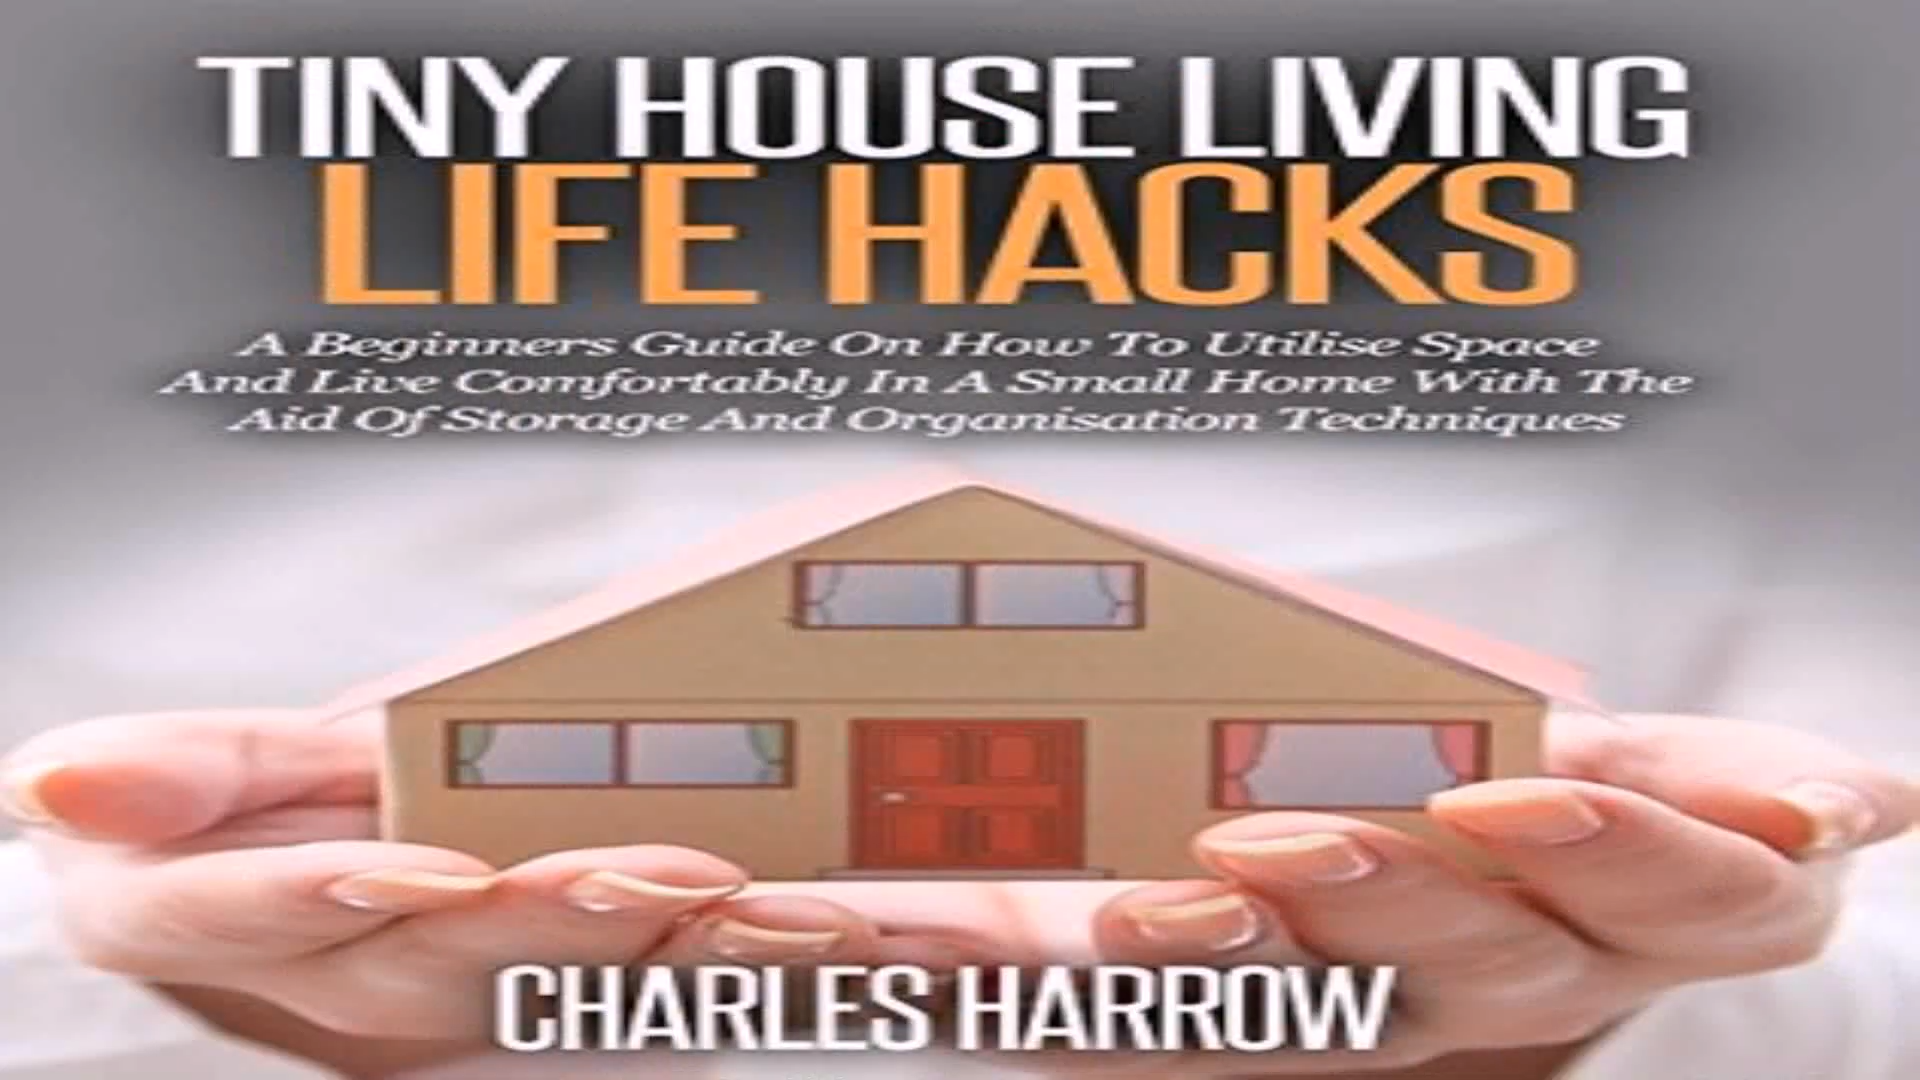 TINY HOUSE LIVING
LIFE HACKS
A Beginners Guide On How To Utilise Space
And Live Comfortably In A Small Home With The
Aid Of Storage And Organisation Techniques
CHARLES HARROW